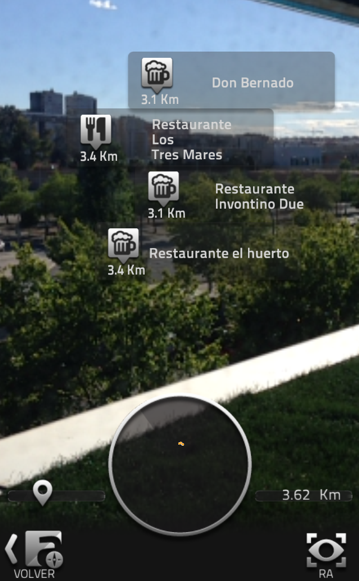 Don Bernado
3.1 Km
Restaurante
Los
Tres Mares
3.4 Km
Restaurante
Invontino Due
3.1 Km
Restaurante el huerto
3.4 Km
3.62 Km
VOLVER
RA